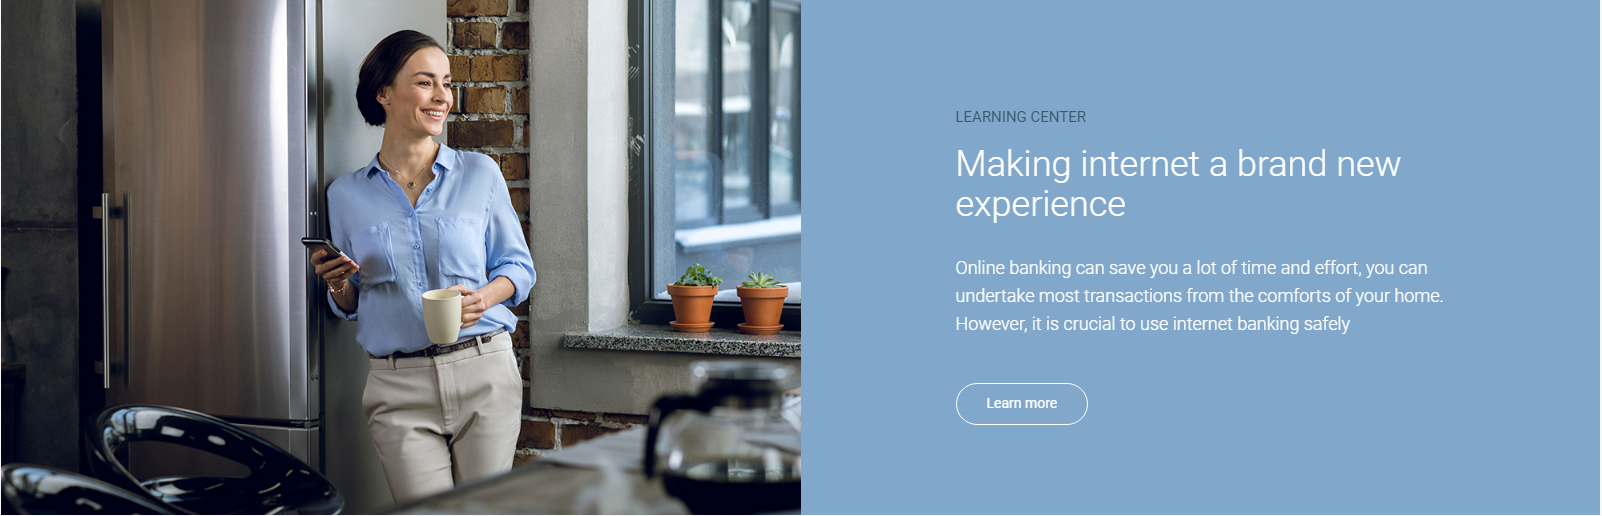 LEARNING CENTER
Making internet a brand new
experience
Online banking can save you a lot of time and effort, you can
undertake most transactions from the comforts of your home.
However, it is crucial to use internet banking safely
Learn more